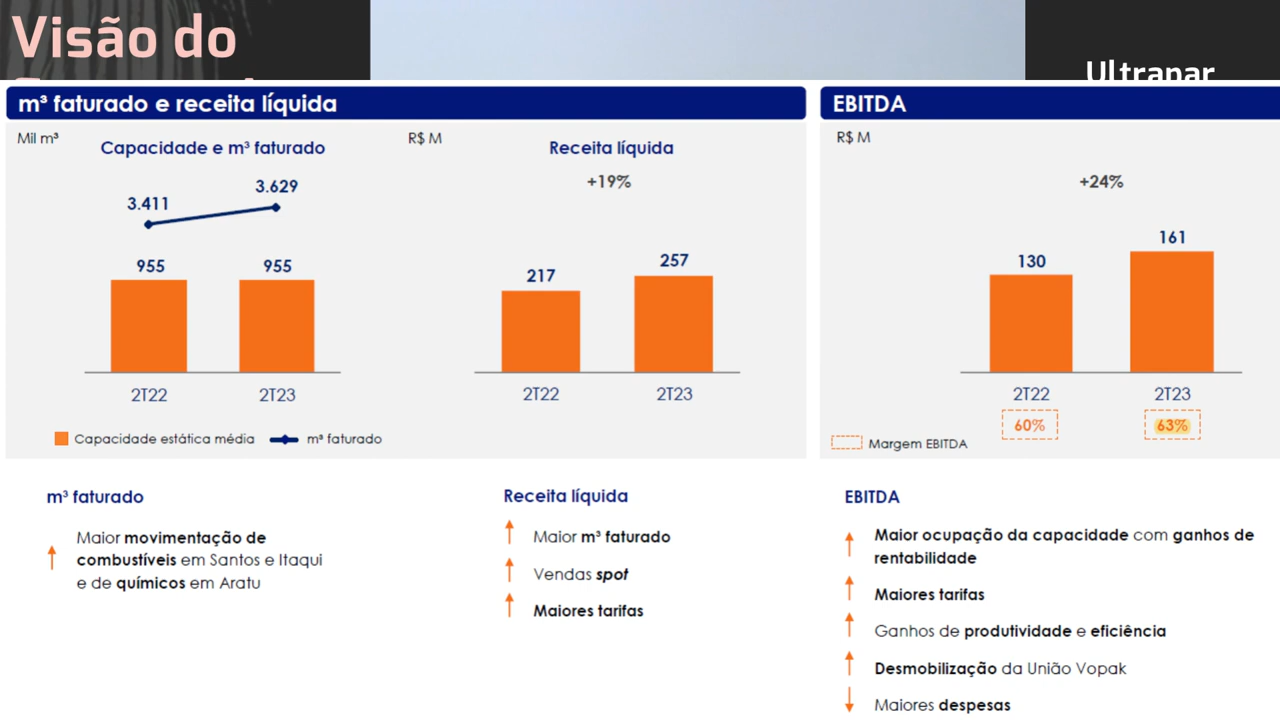 Visão do
Ultrapar
m³ faturado e receita líquida
Mil m³
Capacidade e m³ faturado
3.411
3.629
955
955
2T22
2T23
Capacidade estática média
m³ faturado
R$ M
Receita líquida
+19%
217
257
2T22
2T23
EBITDA
R$ M
+24%
130
161
2T22
2T23
60%
63%
Margem EBITDA
m³ faturado
Maior movimentação de
combustíveis em Santos e Itaqui
e de químicos em Aratu
Receita líquida
Maior m³ faturado
Vendas spot
Maiores tarifas
EBITDA
Maior ocupação da capacidade com ganhos de
rentabilidade
Maiores tarifas
Ganhos de produtividade e eficiência
Desmobilização da União Vopak
Maiores despesas